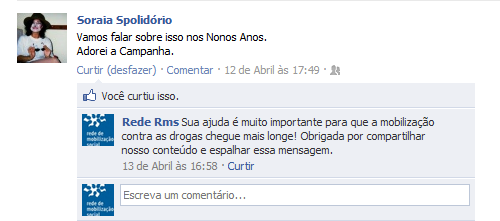 Soraia Spolidório
Vamos falar sobre isso nos Nonos Anos.
Adorei a Campanha.
Curtir (desfazer) · Comentar · 12 de Abril às 17:49 ·
Você curtiu isso.
rede de
mobilização
social
Rede Rms Sua ajuda é muito importante para que a mobilização
contra as drogas chegue mais longe! Obrigada por compartilhar
nosso conteúdo e espalhar essa mensagem.
13 de Abril às 16:58 · Curtir
rede de
mobilização
social
Escreva um comentário...